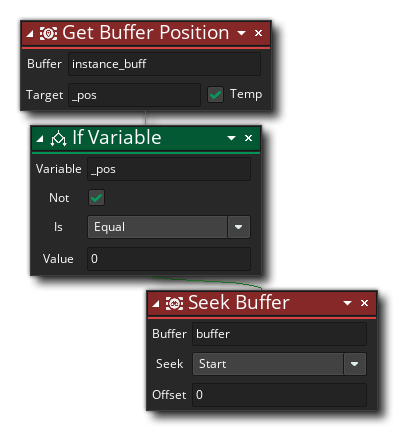 Get Buffer Position
Buffer instance_buff
Target _pos Temp
If Variable
Variable _pos
Not
Is Equal
Value 0
Seek Buffer
Buffer buffer
Seek Start
Offset 0